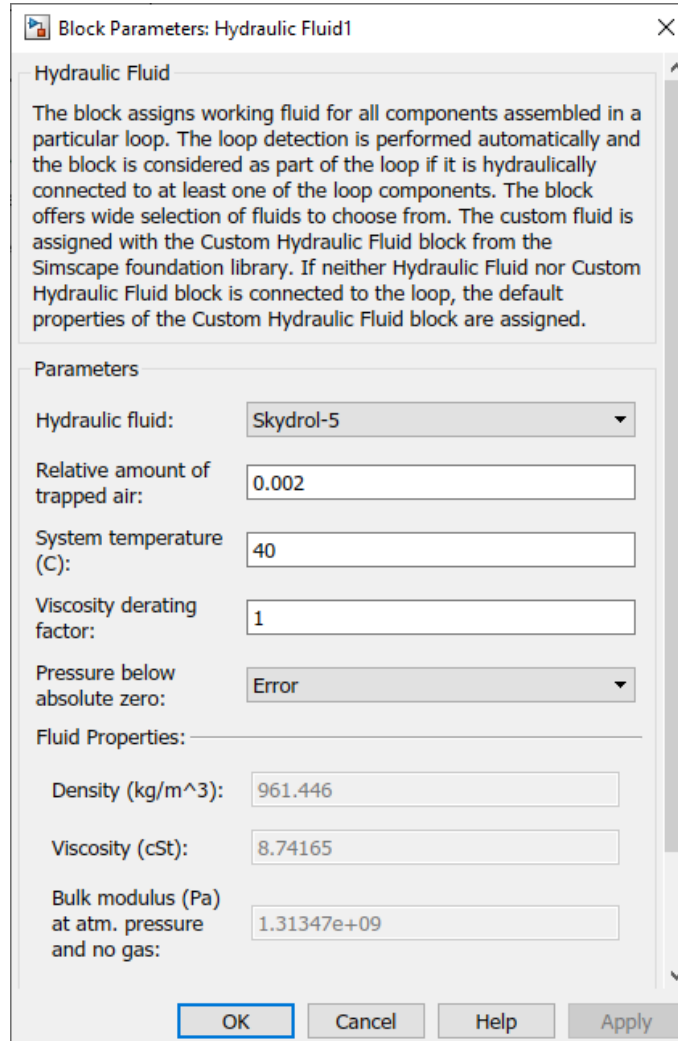 Block Parameters: Hydraulic Fluid1
Hydraulic Fluid
The block assigns working fluid for all components assembled in a
particular loop. The loop detection is performed automatically and
the block is considered as part of the loop if it is hydraulically
connected to at least one of the loop components. The block
offers wide selection of fluids to choose from. The custom fluid is
assigned with the Custom Hydraulic Fluid block from the
Simscape foundation library. If neither Hydraulic Fluid nor Custom
Hydraulic Fluid block is connected to the loop, the default
properties of the Custom Hydraulic Fluid block are assigned.
Parameters
Hydraulic fluid: Skydrol-5
Relative amount of
trapped air: 0.002
System temperature
(C): 40
Viscosity derating
factor: 1
Pressure below
absolute zero: Error
Fluid Properties:
Density (kg/m^3): 961.446
Viscosity (cSt): 8.74165
Bulk modulus (Pa)
at atm. pressure 1.31347e+09
and no gas:
OK Cancel Help Apply